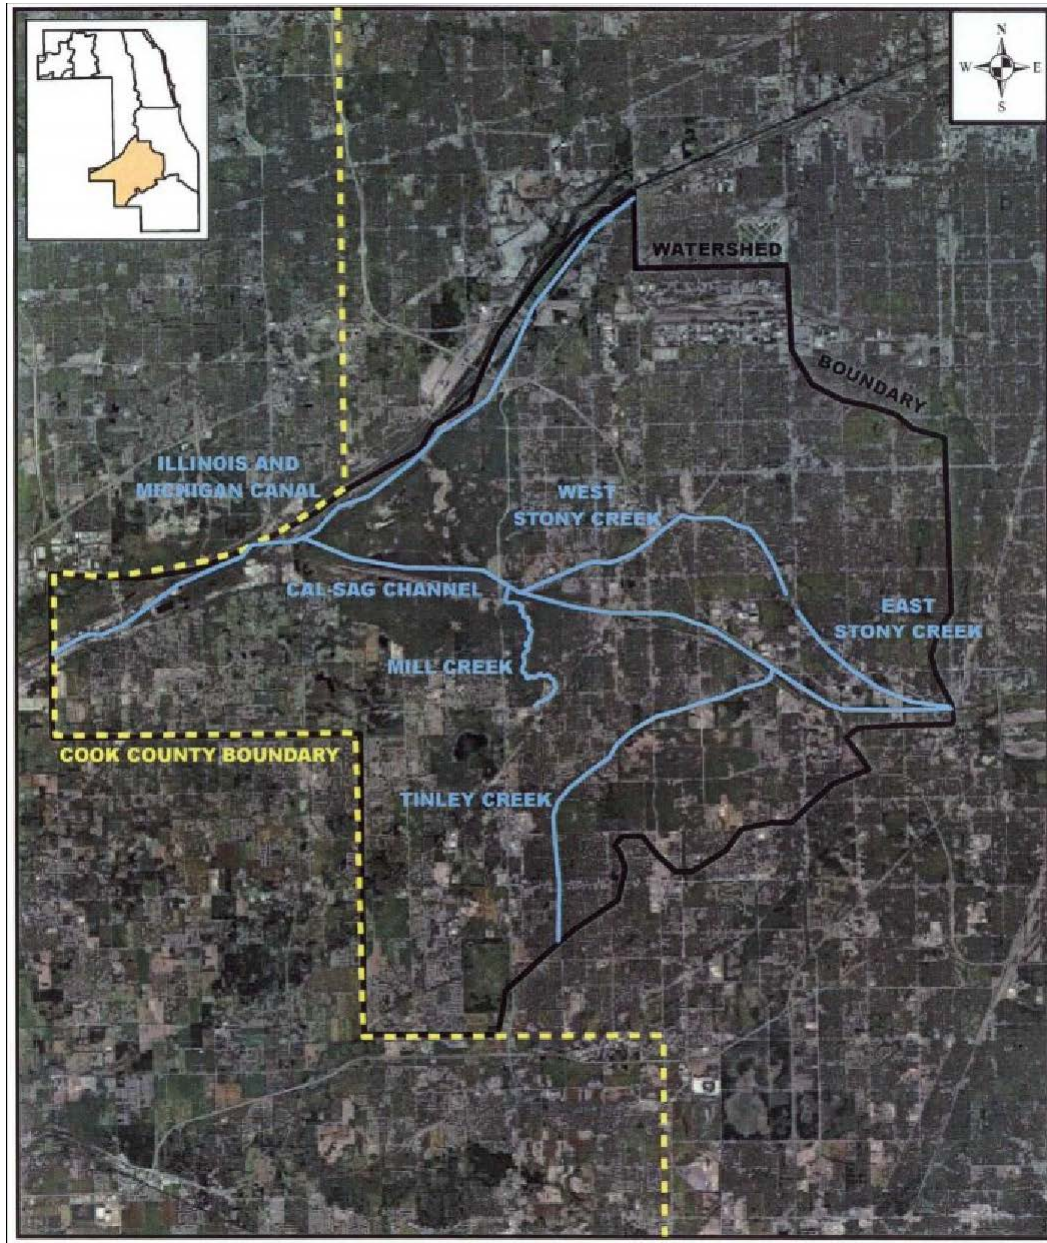 N
W E
S
WATERSHED
BOUNDARY
ILLINOIS AND
MICHIGAN CANAL
WEST
STONY CREEK
CAL-SAG CHANNEL
EAST
STONY CREEK
MILL CREEK
COOK COUNTY BOUNDARY
TINLEY CREEK